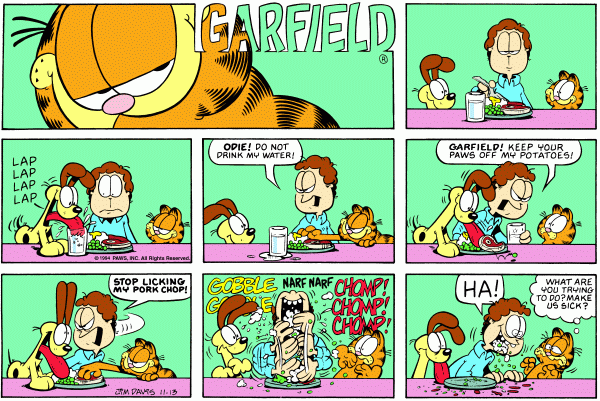 GARFIELD
®
LAP
LAP
LAP
LAP
© 1994 PAWS, INC. All Rights Reserved.
ODIE! DO NOT
DRINK MY WATER!
GARFIELD! KEEP YOUR
PAWS OFF MY POTATOES!
STOP LICKING
MY PORK CHOP!
JIM DAVIS 11-13
GOBBLE
GOBBLE
NARF NARF
CHOMP!
CHOMP!
CHOMP!
HA!
WHAT ARE
YOU TRYING
TO DO? MAKE
US SICK?